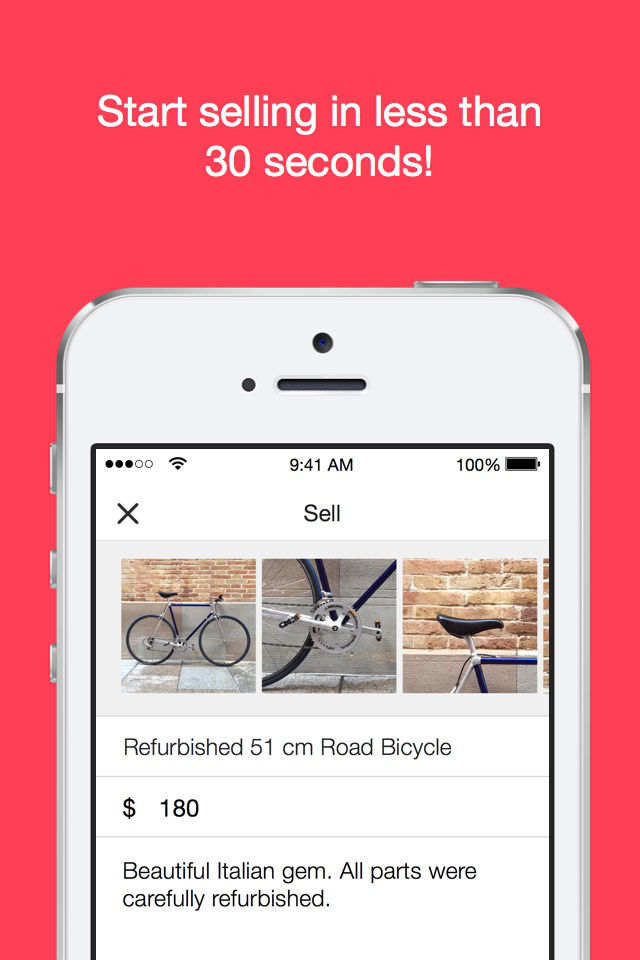 Start selling in less than
30 seconds!
9:41 AM
100%
Sell
Refurbished 51 cm Road Bicycle
$ 180
Beautiful Italian gem. All parts were
carefully refurbished.